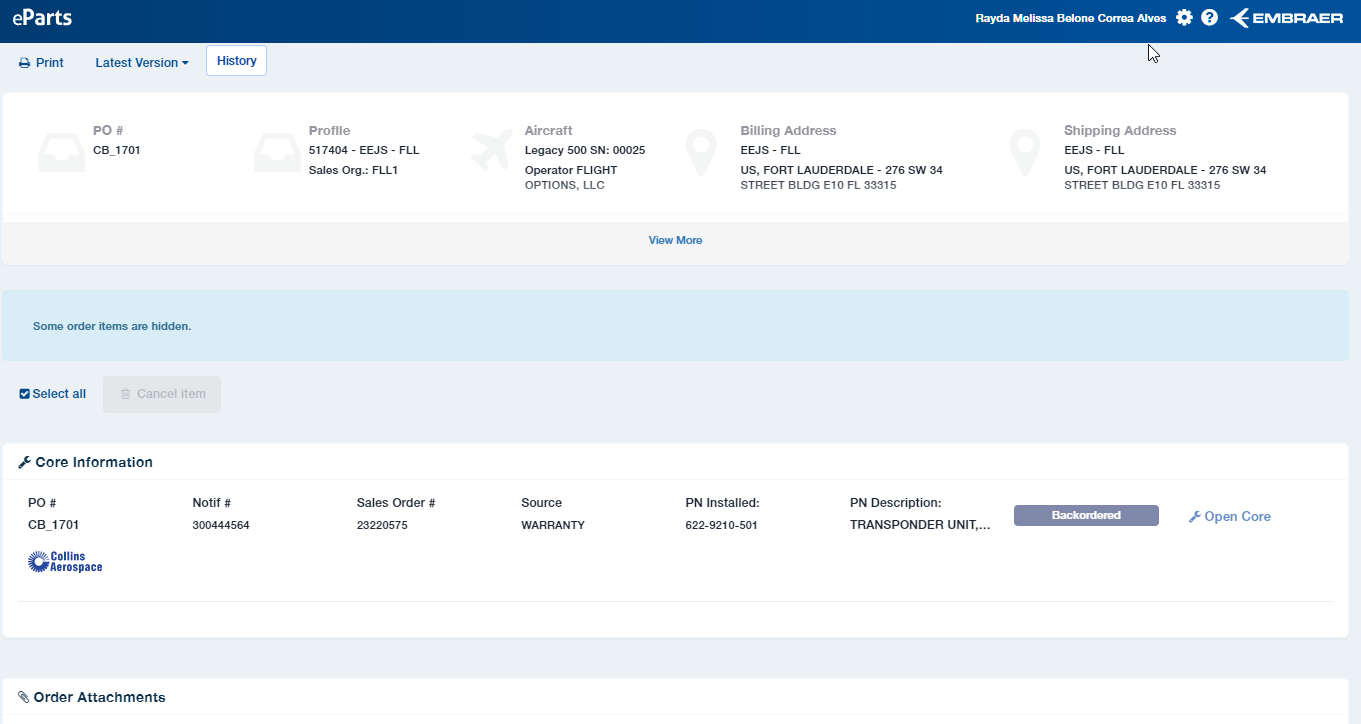 eParts
Rayda Melissa Belone Correa Alves
EMBRAER
Print
Latest Version
History
PO #
CB_1701
Profile
517404 - EEJS - FLL
Sales Org.: FLL1
Aircraft
Legacy 500 SN: 00025
Operator FLIGHT
OPTIONS, LLC
Billing Address
EEJS - FLL
US, FORT LAUDERDALE - 276 SW 34
STREET BLDG E10 FL 33315
Shipping Address
EEJS - FLL
US, FORT LAUDERDALE - 276 SW 34
STREET BLDG E10 FL 33315
View More
Some order items are hidden.
Select all
Cancel item
Core Information
PO #
CB_1701
Notif #
300444564
Sales Order #
23220575
Source
WARRANTY
PN Installed:
622-9210-501
PN Description:
TRANSPONDER UNIT,...
Backordered
Open Core
Collins
Aerospace
Order Attachments